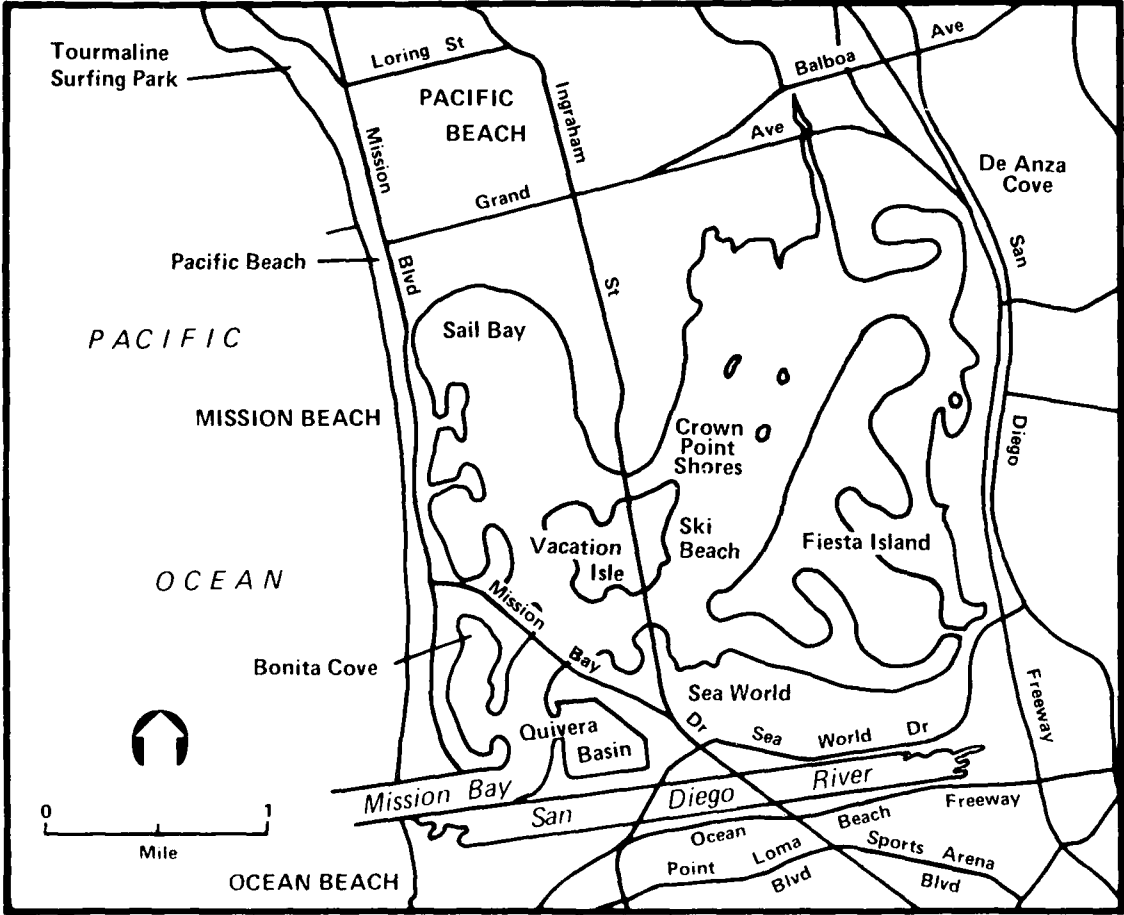 Tourmaline
Surfing Park
Loring St
PACIFIC
BEACH
Ingraham
St
Balboa
Ave
Grand
Ave
Mission
Blvd
De Anza
Cove
San
Diego
Freeway
Pacific Beach
PACIFIC
OCEAN
Sail Bay
MISSION BEACH
Crown
Point
Shores
Ski
Beach
Vacation
Isle
Fiesta Island
Mission
Bay
Dr
Bonita Cove
Sea World
Quivera
Basin
Sea World Dr
Mission Bay
San Diego River
Ocean Beach Freeway
Point Loma
Blvd
Sports Arena
Blvd
OCEAN BEACH
0 1
Mile